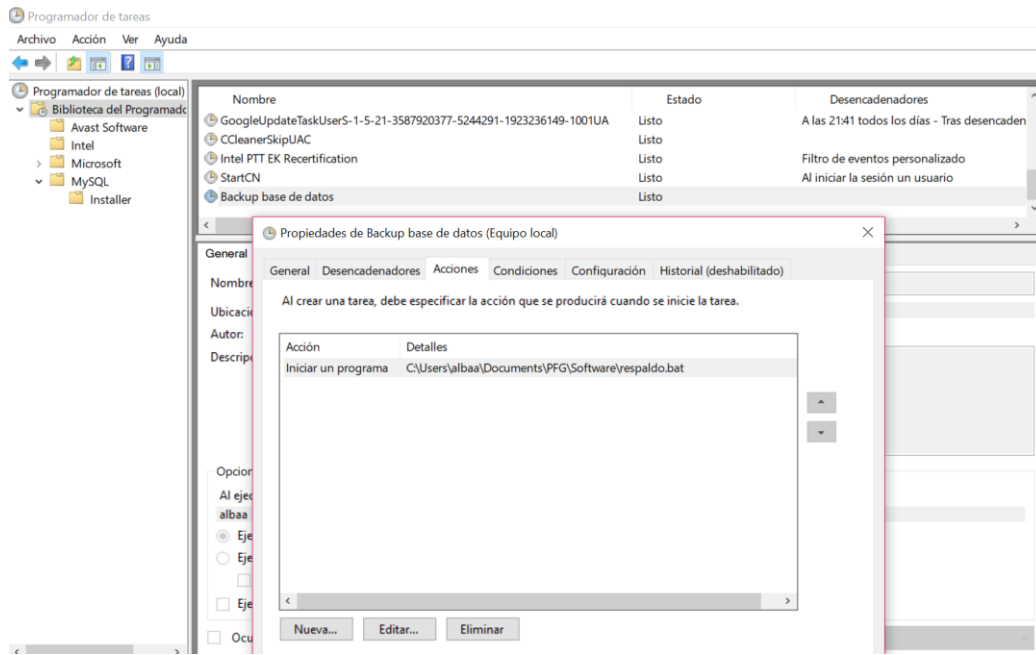 Programador de tareas
Archivo Acción Ver Ayuda
Programador de tareas (local)
Biblioteca del Programado
Avast Software
Intel
Microsoft
MySQL
Installer
Nombre Estado Desencadenadores
GoogleUpdateTaskUserS-1-5-21-3587920377-5244291-1923236149-1001UA Listo A las 21:41 todos los días - Tras desencaden
CCleanerSkipUAC Listo
Intel PTT EK Recertification Listo Filtro de eventos personalizado
StartCN Listo Al iniciar la sesión un usuario
Backup base de datos Listo
General
Nombre
Ubicació
Autor:
Descripc
Opcion
Al ejec
albaa
Eje
Eje
Eje
Ocu
Propiedades de Backup base de datos (Equipo local)
General Desencadenadores Acciones Condiciones Configuración Historial (deshabilitado)
Al crear una tarea, debe especificar la acción que se producirá cuando se inicie la tarea.
Acción Detalles
Iniciar un programa C:\Users\albaa\Documents\PFG\Software\respaldo.bat
Nueva... Editar... Eliminar